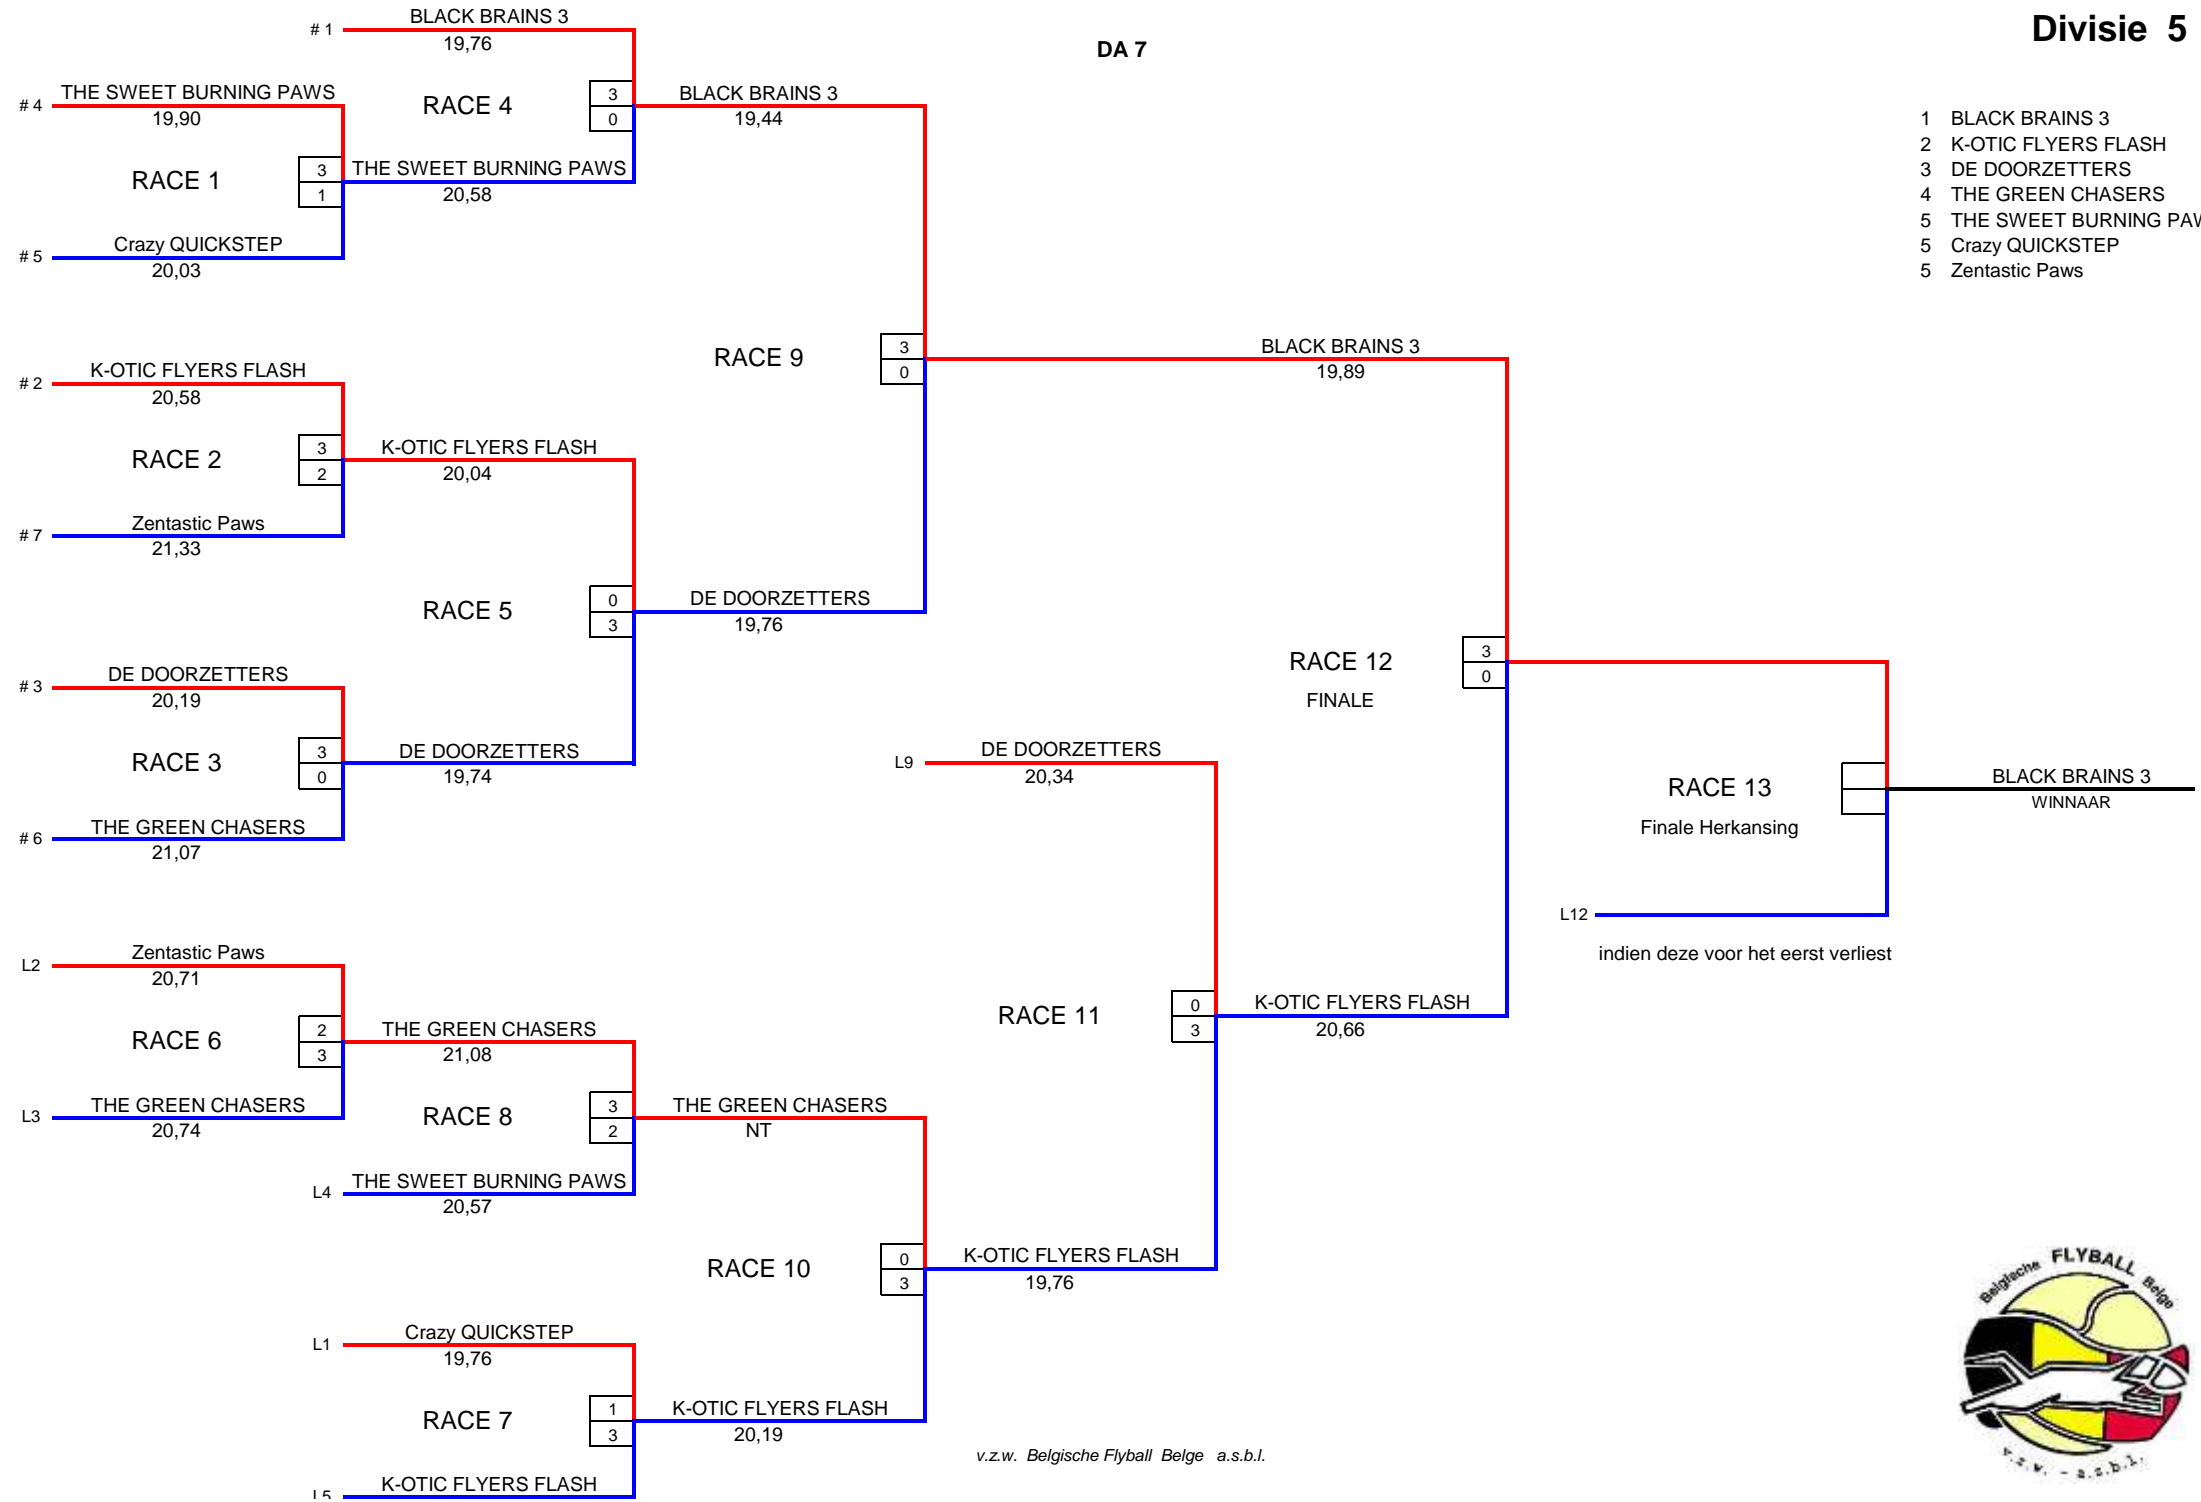 Divisie 5
DA 7
1 BLACK BRAINS 3
2 K-OTIC FLYERS FLASH
3 DE DOORZETTERS
4 THE GREEN CHASERS
5 THE SWEET BURNING PAW
5 Crazy QUICKSTEP
5 Zentastic Paws
# 1 BLACK BRAINS 3
19,76
# 4 THE SWEET BURNING PAWS
19,90
RACE 1
3
1
# 5 Crazy QUICKSTEP
20,03
RACE 4
3
0
THE SWEET BURNING PAWS
20,58
BLACK BRAINS 3
19,44
# 2 K-OTIC FLYERS FLASH
20,58
RACE 2
3
2
# 7 Zentastic Paws
21,33
K-OTIC FLYERS FLASH
20,04
RACE 5
0
3
DE DOORZETTERS
19,76
# 3 DE DOORZETTERS
20,19
RACE 3
3
0
# 6 THE GREEN CHASERS
21,07
DE DOORZETTERS
19,74
RACE 9
3
0
BLACK BRAINS 3
19,89
RACE 12
FINALE
3
0
L9 DE DOORZETTERS
20,34
RACE 11
0
3
K-OTIC FLYERS FLASH
20,66
RACE 13
Finale Herkansing
BLACK BRAINS 3
WINNAAR
L12
indien deze voor het eerst verliest
L2 Zentastic Paws
20,71
RACE 6
2
3
L3 THE GREEN CHASERS
20,74
THE GREEN CHASERS
21,08
RACE 8
3
2
L4 THE SWEET BURNING PAWS
20,57
THE GREEN CHASERS
NT
RACE 10
0
3
K-OTIC FLYERS FLASH
19,76
L1 Crazy QUICKSTEP
19,76
RACE 7
1
3
K-OTIC FLYERS FLASH
20,19
L5 K-OTIC FLYERS FLASH
v.z.w. Belgische Flyball Belge a.s.b.l.
Belgische FLYBALL Belge
v.z.w. - a.s.b.l.